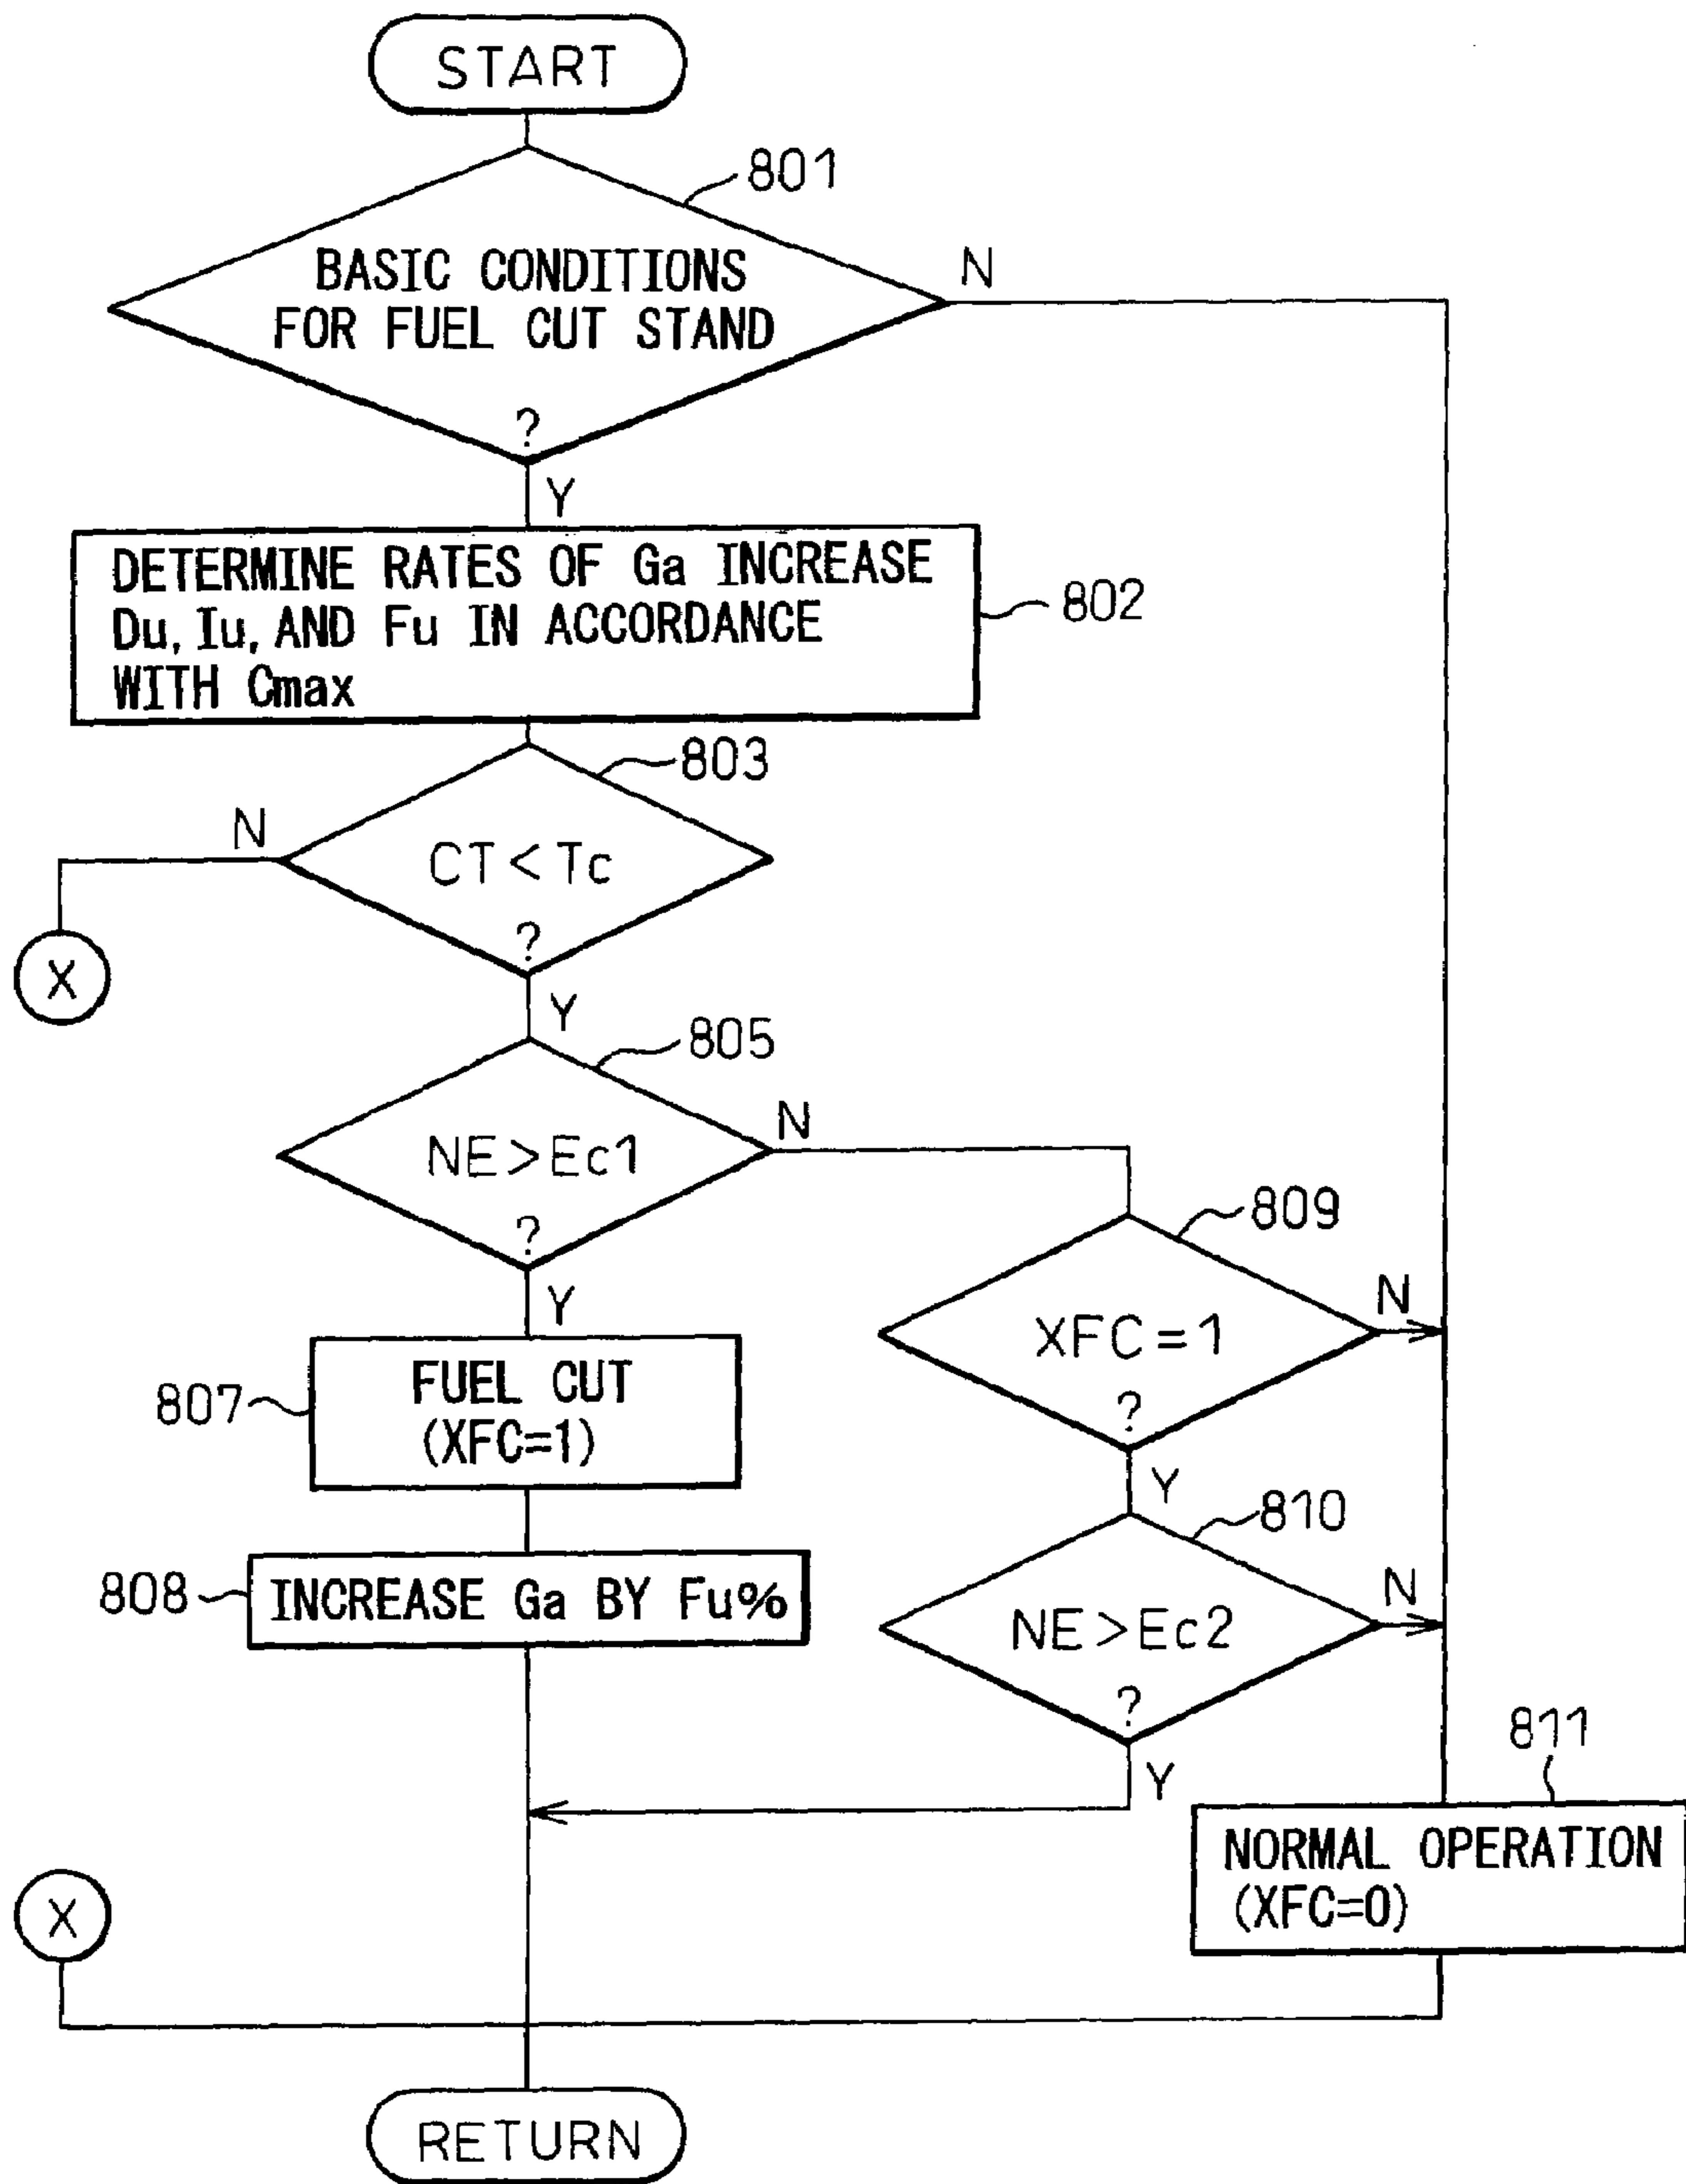 START
801
BASIC CONDITIONS
FOR FUEL CUT STAND
?
N
Y
DETERMINE RATES OF Ga INCREASE
Du, Iu, AND Fu IN ACCORDANCE
WITH Cmax
802
803
N
CT < Tc
?
X
Y
805
NE > Ec1
?
N
Y
809
XFC = 1
?
N
Y
807
FUEL CUT
(XFC=1)
810
NE > Ec2
?
N
Y
808
INCREASE Ga BY Fu%
811
NORMAL OPERATION
(XFC=0)
X
RETURN